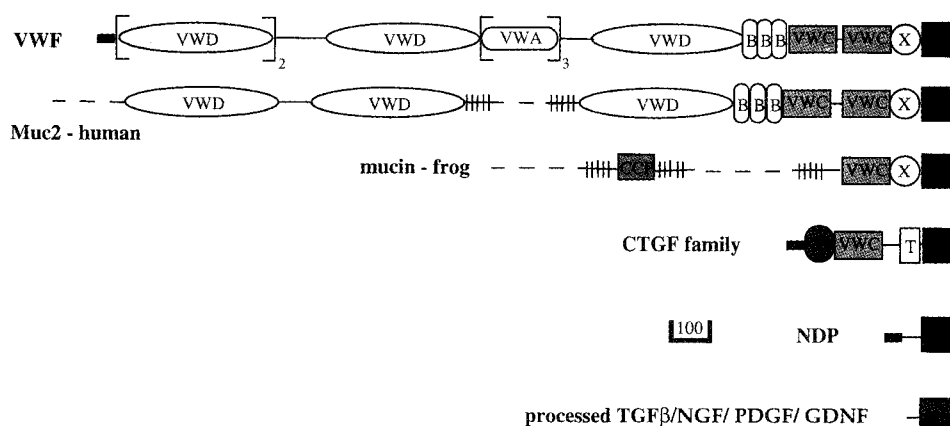 VWF VWD 2 VWD VWA 3 VWD B B B VWC VWC X
VWD VWD VWD B B B VWC VWC X
Muc2 - human
mucin - frog CCP VWC X
CTGF family VWC T
100 NDP
processed TGFβ/NGF/ PDGF/ GDNF